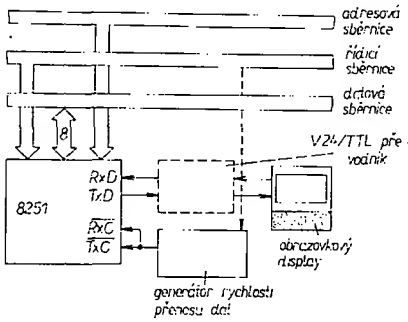 adresová
sběrnice
řídicí
sběrnice
datová
sběrnice
8
V24/TTL pře-
vodník
RxD
TxD
8251
RxC
TxC
obrazovkový
display
generátor rychlosti
přenosu dat